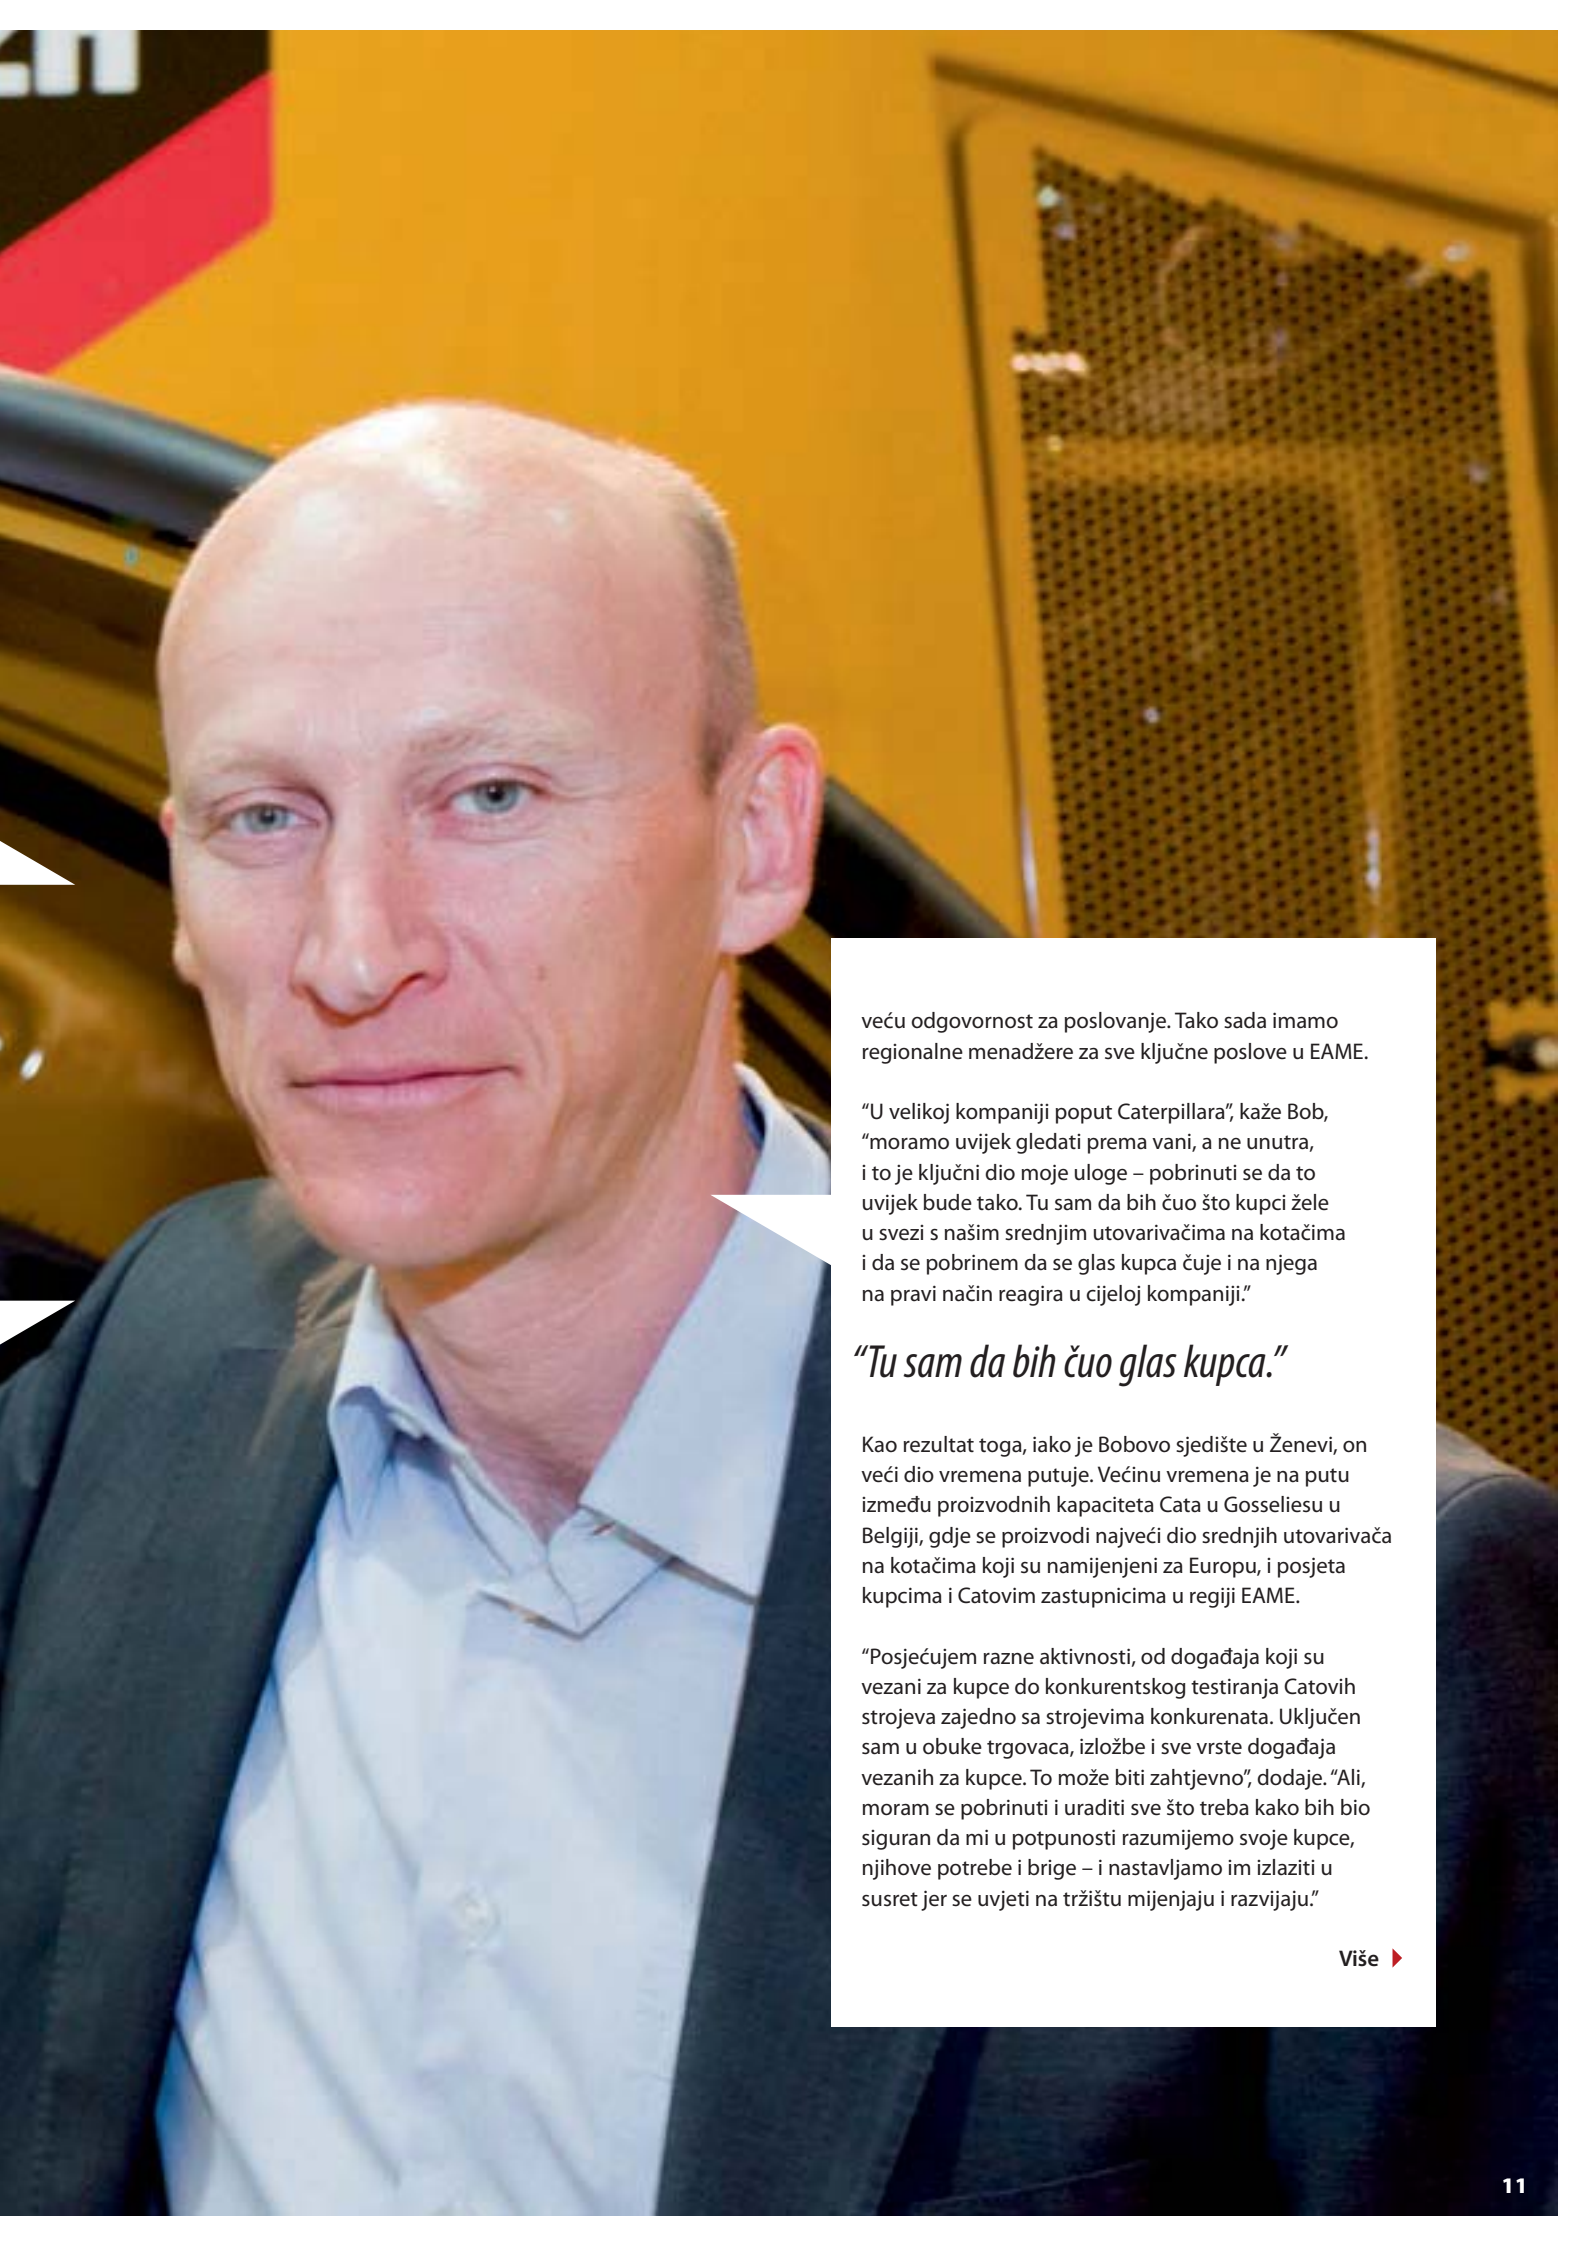 veću odgovornost za poslovanje. Tako sada imamo
regionalne menadžere za sve ključne poslove u EAME.
“U velikoj kompaniji poput Caterpillara”, kaže Bob,
“moramo uvijek gledati prema vani, a ne unutra,
i to je ključni dio moje uloge – pobrinuti se da to
uvijek bude tako. Tu sam da bih čuo što kupci žele
u svezi s našim srednjim utovarivačima na kotačima
i da se pobrinem da se glas kupca čuje i na njega
na pravi način reagira u cijeloj kompaniji.”
“Tu sam da bih čuo glas kupca.”
Kao rezultat toga, iako je Bobovo sjedište u Ženevi, on
veći dio vremena putuje. Većinu vremena je na putu
između proizvodnih kapaciteta Cata u Gosseliesu u
Belgiji, gdje se proizvodi najveći dio srednjih utovarivača
na kotačima koji su namijenjeni za Europu, i posjeta
kupcima i Catovim zastupnicima u regiji EAME.
“Posjećujem razne aktivnosti, od događaja koji su
vezani za kupce do konkurentskog testiranja Catovih
strojeva zajedno sa strojevima konkurenata. Uključen
sam u obuke trgovaca, izložbe i sve vrste događaja
vezanih za kupce. To može biti zahtjevno”, dodaje. “Ali,
moram se pobrinuti i uraditi sve što treba kako bih bio
siguran da mi u potpunosti razumijemo svoje kupce,
njihove potrebe i brige – i nastavljamo im izlaziti u
susret jer se uvjeti na tržištu mijenjaju i razvijaju.”
Više
11